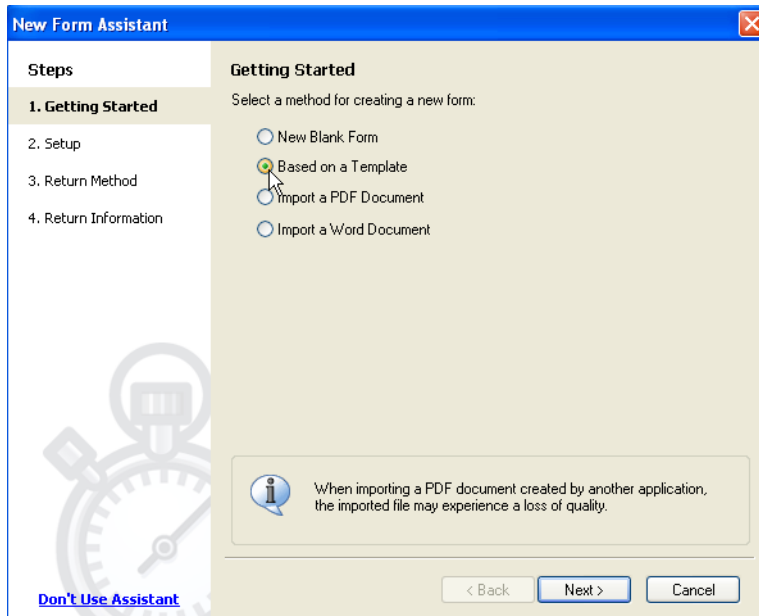 New Form Assistant
Steps
1. Getting Started
2. Setup
3. Return Method
4. Return Information
Don't Use Assistant
Getting Started
Select a method for creating a new form:
New Blank Form
Based on a Template
Import a PDF Document
Import a Word Document
When importing a PDF document created by another application,
the imported file may experience a loss of quality.
< Back
Next >
Cancel